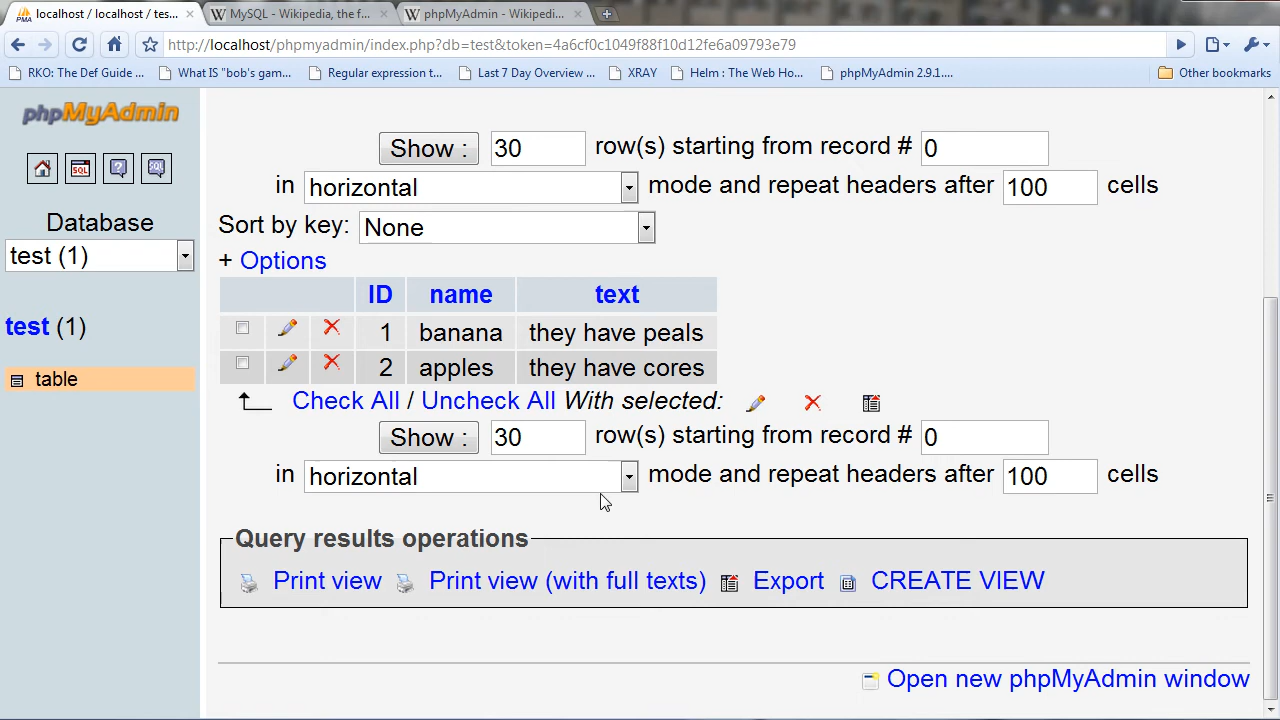 localhost / localhost / tes...
MySQL - Wikipedia, the f...
phpMyAdmin - Wikipedi...
http://localhost/phpmyadmin/index.php?db=test&token=4a6cf0c1049f88f10d12fe6a09793e79
RKO: The Def Guide ...
What IS "bob's gam...
Regular expression t...
Last 7 Day Overview ...
XRAY
Helm : The Web Ho...
phpMyAdmin 2.9.1....
Other bookmarks
phpMyAdmin
SQL
SQL
Database
test (1)
test (1)
table
Show : 30 row(s) starting from record # 0
in horizontal mode and repeat headers after 100 cells
Sort by key: None
+ Options
ID name text
1 banana they have peals
2 apples they have cores
Check All / Uncheck All With selected:
Show : 30 row(s) starting from record # 0
in horizontal mode and repeat headers after 100 cells
Query results operations
Print view Print view (with full texts) Export CREATE VIEW
Open new phpMyAdmin window